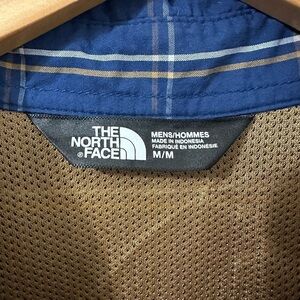 THE
NORTH
®FACE
MENS/HOMMES
MADE IN INDONESIA
FABRIQUÉ EN INDONÉSIE
M/M